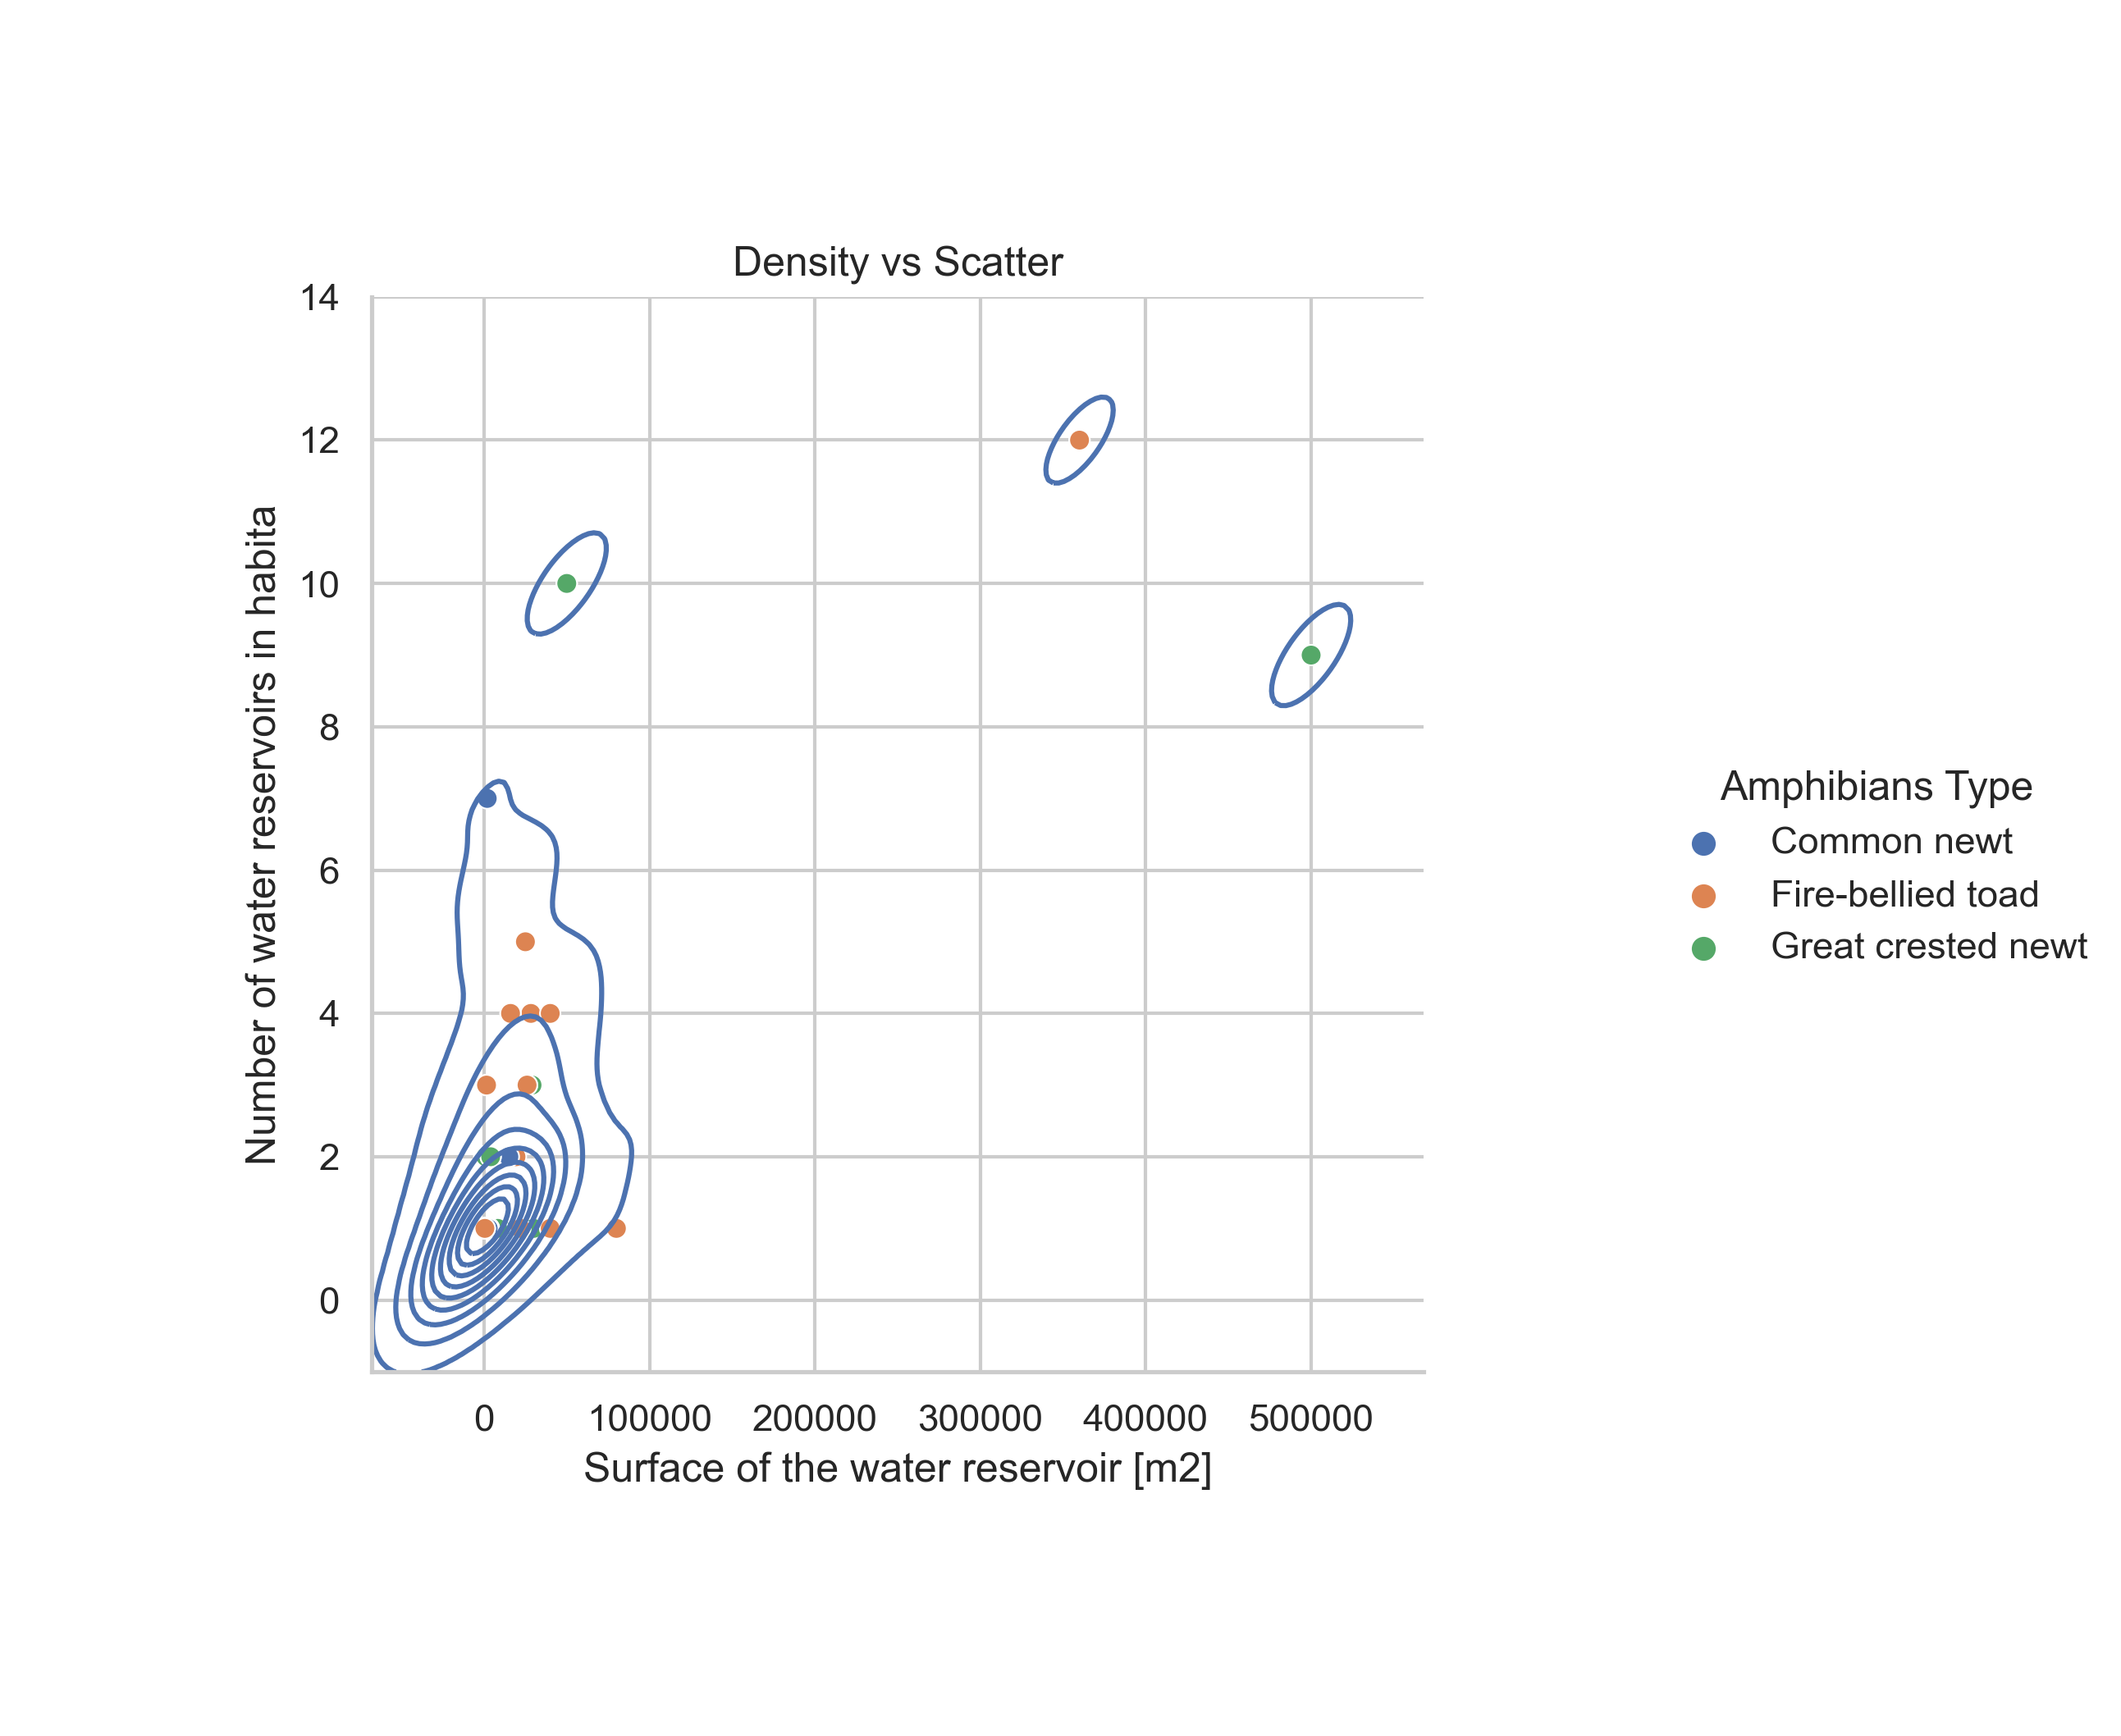 Density vs Scatter
14
12
10
8
6
4
2
0
Number of water reservoirs in habita
0 100000 200000 300000 400000 500000
Surface of the water reservoir [m2]
Amphibians Type
Common newt
Fire-bellied toad
Great crested newt